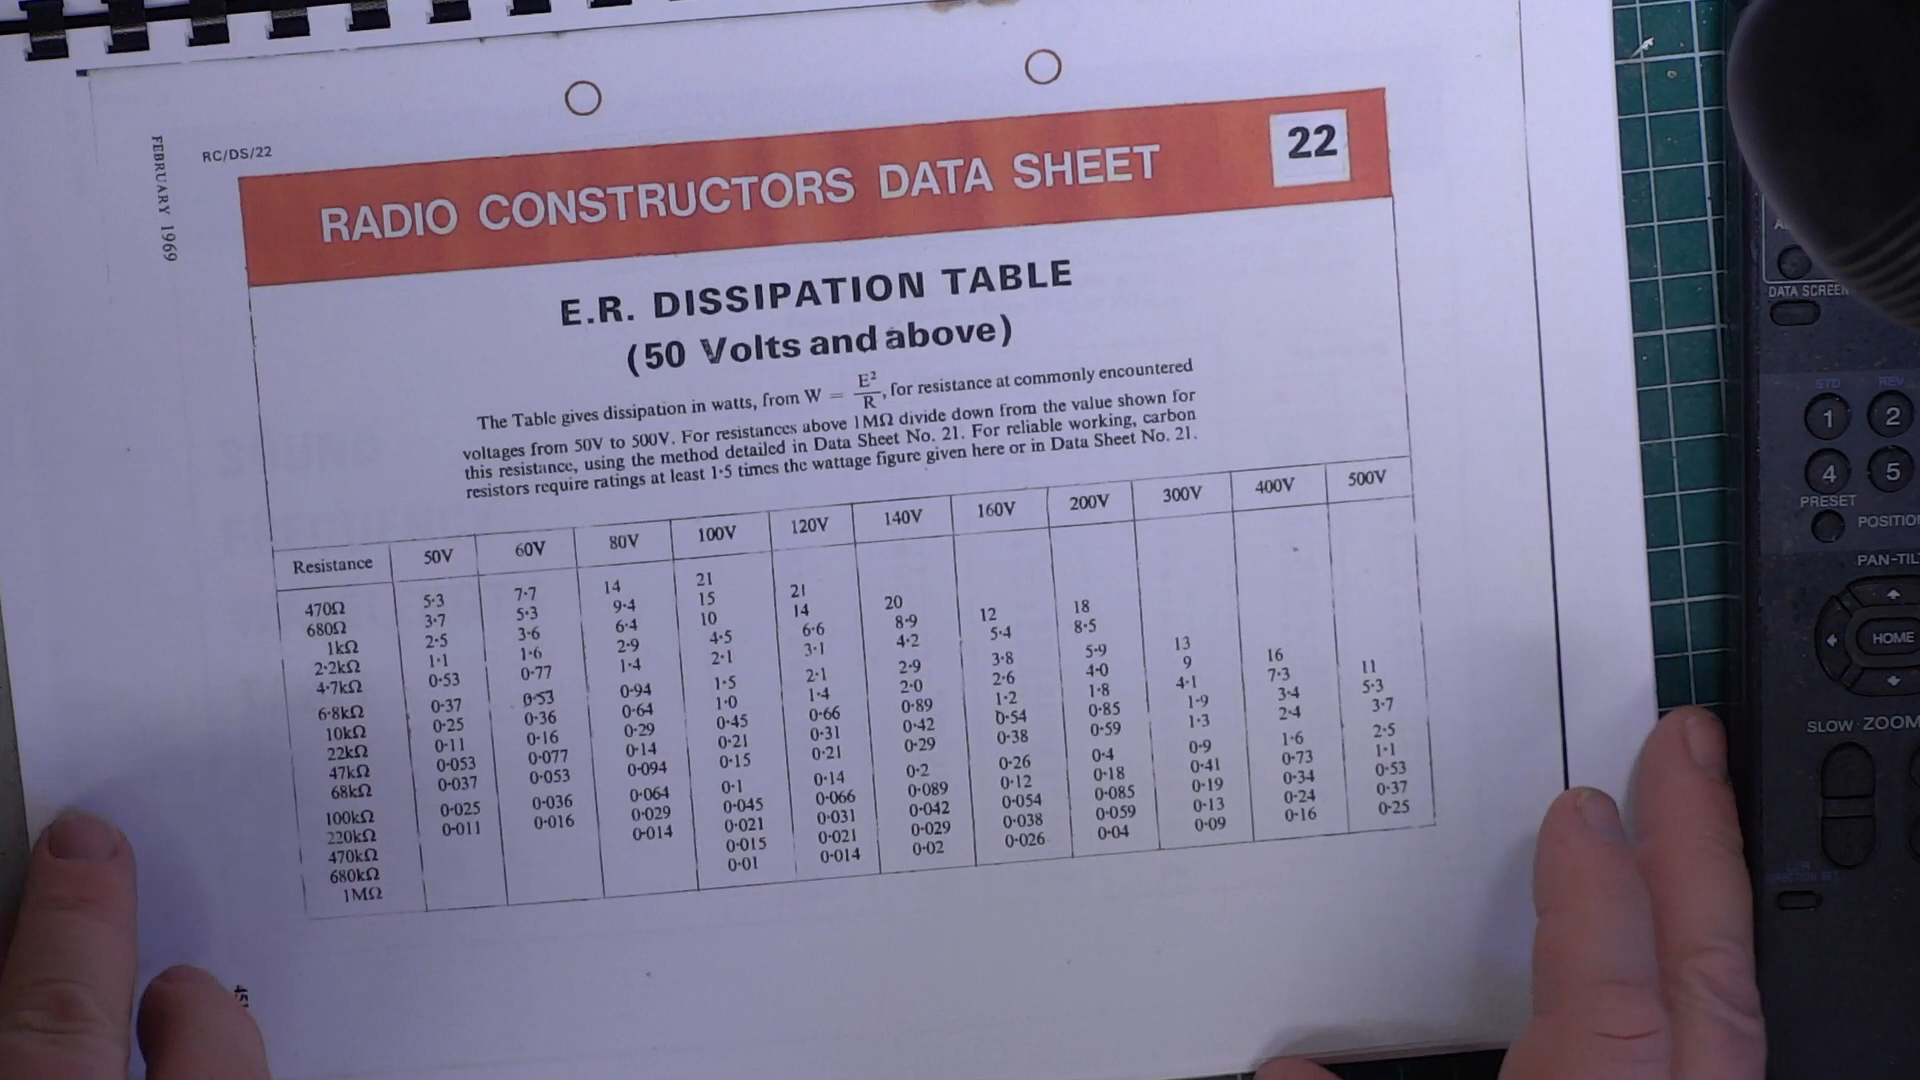 FEBRUARY 1969
RC/DS/22
RADIO CONSTRUCTORS DATA SHEET 22
E.R. DISSIPATION TABLE
(50 Volts and above)
The Table gives dissipation in watts, from W = E²/R, for resistance at commonly encountered
voltages from 50V to 500V. For resistances above 1MΩ divide down from the value shown for
this resistance, using the method detailed in Data Sheet No. 21. For reliable working, carbon
resistors require ratings at least 1·5 times the wattage figure given here or in Data Sheet No. 21.
Resistance 50V 60V 80V 100V 120V 140V 160V 200V 300V 400V 500V
470Ω 5·3 7·7 14 21
680Ω 3·7 5·3 9·4 15 21
1kΩ 2·5 3·6 6·4 10 14 20
2·2kΩ 1·1 1·6 2·9 4·5 6·6 8·9 12 18
4·7kΩ 0·53 0·77 1·4 2·1 3·1 4·2 5·4 8·5
6·8kΩ 0·37 0·53 0·94 1·5 2·1 2·9 3·8 5·9 13
10kΩ 0·25 0·36 0·64 1·0 1·4 2·0 2·6 4·0 9 16
22kΩ 0·11 0·16 0·29 0·45 0·66 0·89 1·2 1·8 4·1 7·3 11
47kΩ 0·053 0·077 0·14 0·21 0·31 0·42 0·54 0·85 1·9 3·4 5·3
68kΩ 0·037 0·053 0·094 0·15 0·21 0·29 0·38 0·59 1·3 2·4 3·7
100kΩ 0·025 0·036 0·064 0·1 0·14 0·2 0·26 0·4 0·9 1·6 2·5
220kΩ 0·011 0·016 0·029 0·045 0·066 0·089 0·12 0·18 0·41 0·73 1·1
470kΩ 0·014 0·021 0·031 0·042 0·054 0·085 0·19 0·34 0·53
680kΩ 0·015 0·021 0·029 0·038 0·059 0·13 0·24 0·37
1MΩ 0·01 0·014 0·02 0·026 0·04 0·09 0·16 0·25
DATA SCREEN
STD REV
1 2
4 5
PRESET
PAN-TIL
HOME
SLOW·ZOOM